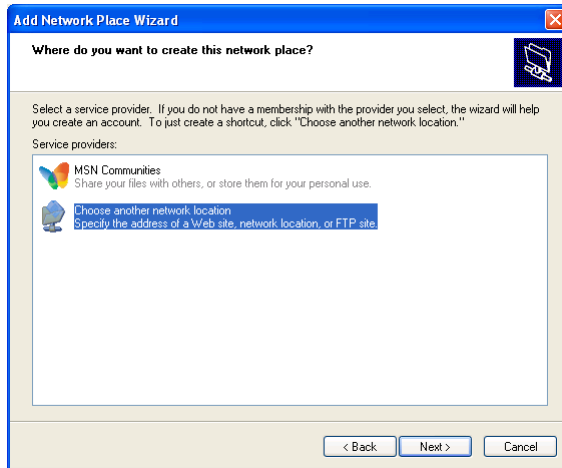 Add Network Place Wizard
Where do you want to create this network place?
Select a service provider. If you do not have a membership with the provider you select, the wizard will help
you create an account. To just create a shortcut, click "Choose another network location."
Service providers:
MSN Communities
Share your files with others, or store them for your personal use.
Choose another network location
Specify the address of a Web site, network location, or FTP site.
< Back Next > Cancel